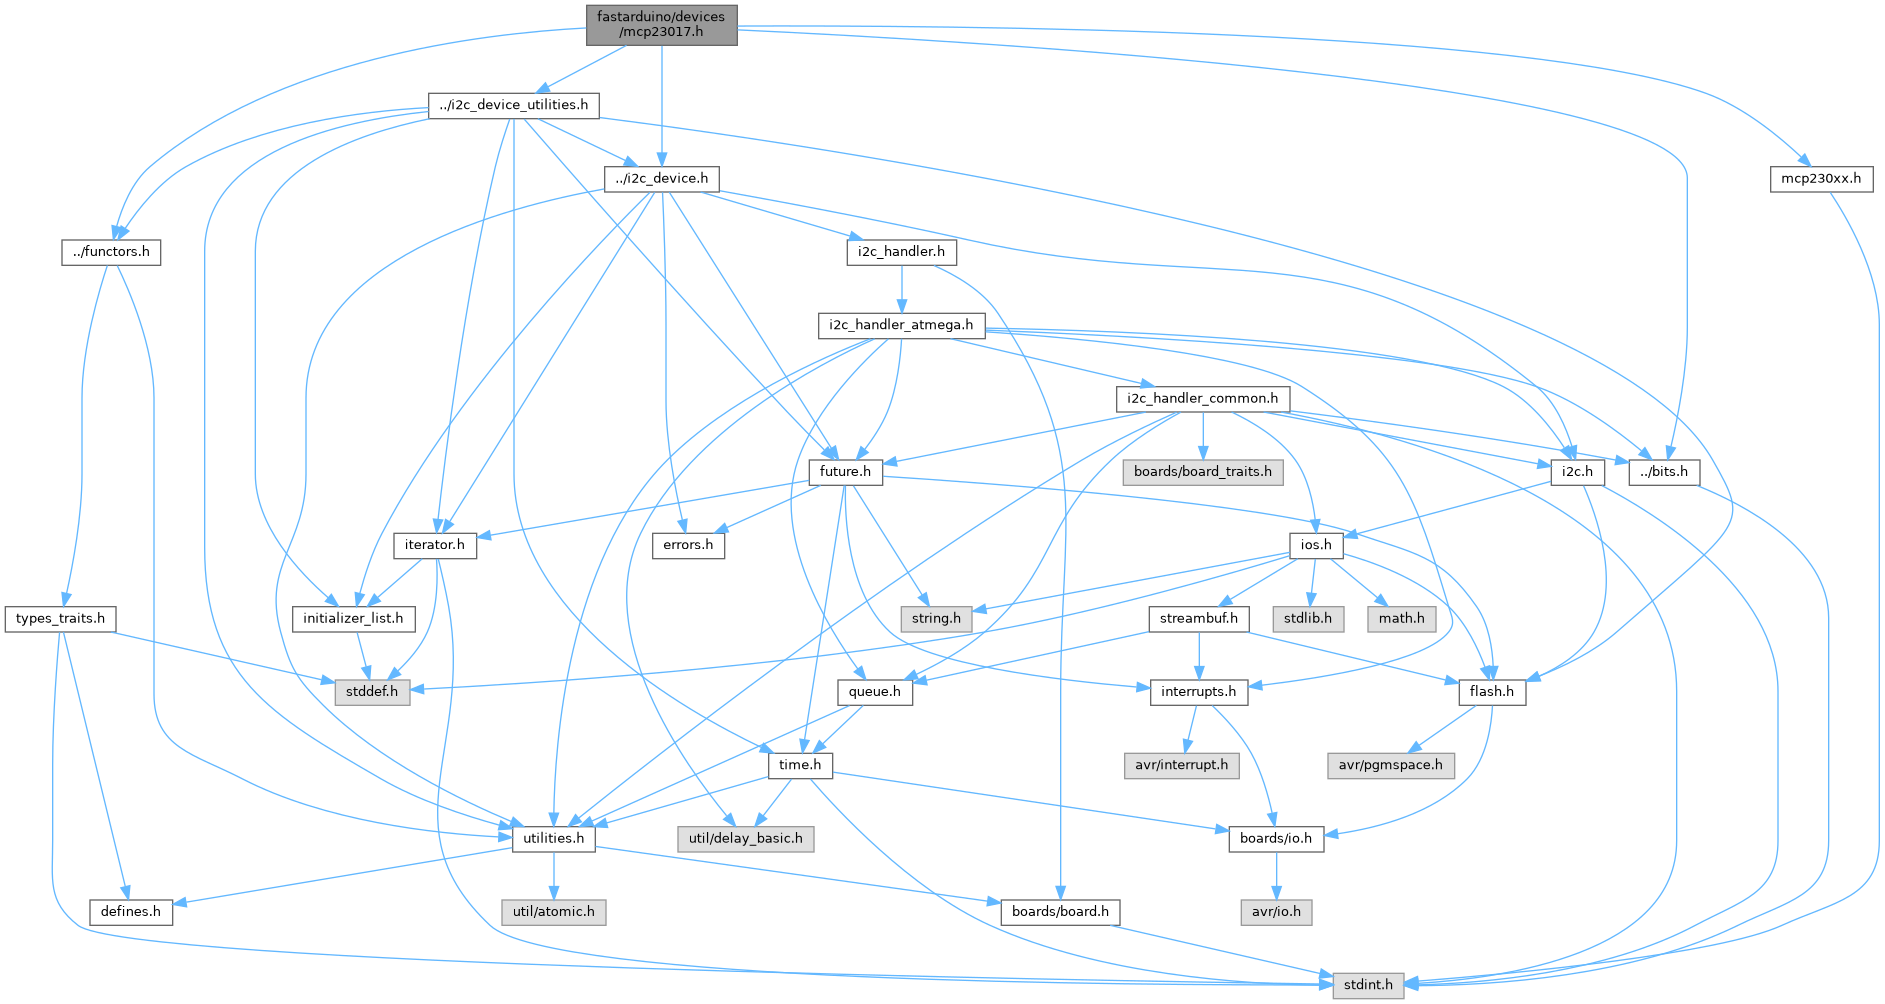 fastarduino/devices
/mcp23017.h
../i2c_device_utilities.h
../i2c_device.h
mcp230xx.h
../functors.h
i2c_handler.h
i2c_handler_atmega.h
i2c_handler_common.h
future.h
boards/board_traits.h
i2c.h
../bits.h
iterator.h
errors.h
ios.h
types_traits.h
initializer_list.h
string.h
streambuf.h
stdlib.h
math.h
stddef.h
queue.h
interrupts.h
flash.h
time.h
avr/interrupt.h
avr/pgmspace.h
utilities.h
util/delay_basic.h
boards/io.h
defines.h
util/atomic.h
boards/board.h
avr/io.h
stdint.h